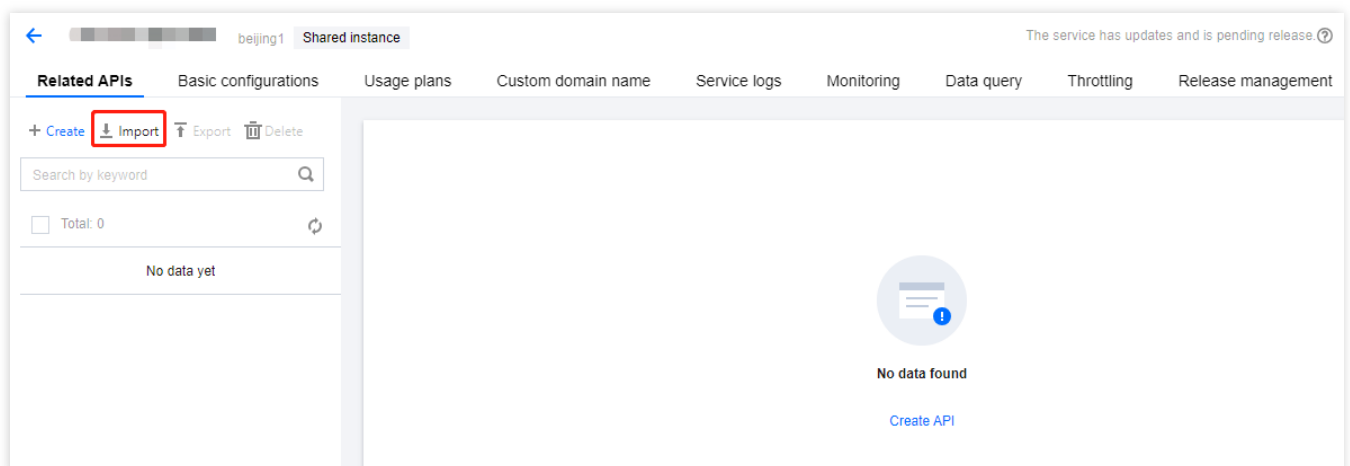 beijing1 Shared instance The service has updates and is pending release.
Related APIs Basic configurations Usage plans Custom domain name Service logs Monitoring Data query Throttling Release management
+ Create Import Export Delete
Search by keyword
Total: 0
No data yet
No data found
Create API